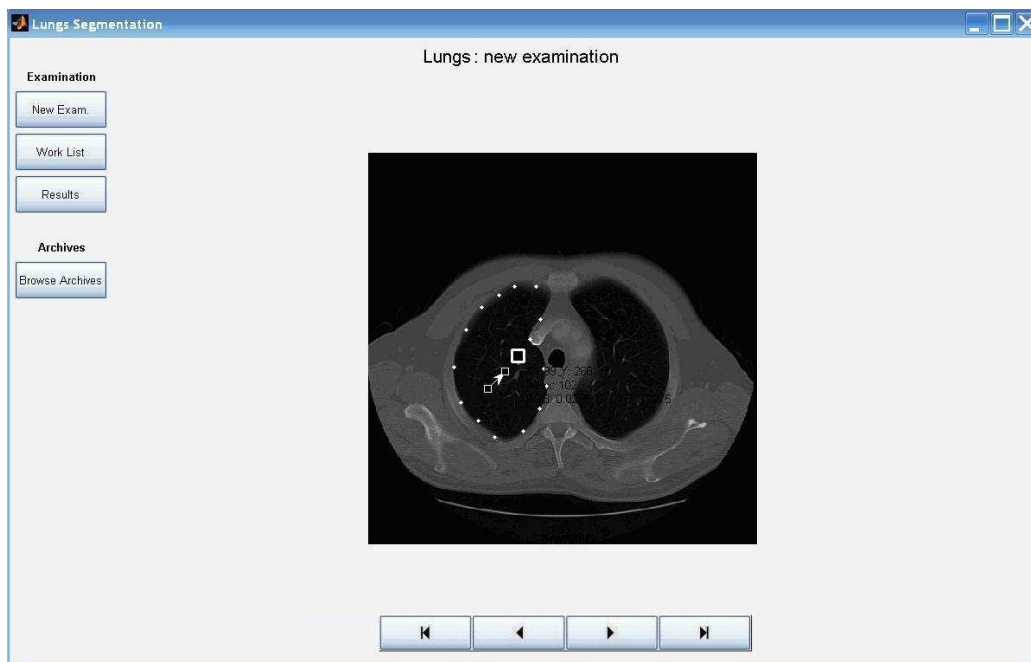 Lungs Segmentation
Lungs : new examination
Examination
New Exam.
Work List
Results
Archives
Browse Archives